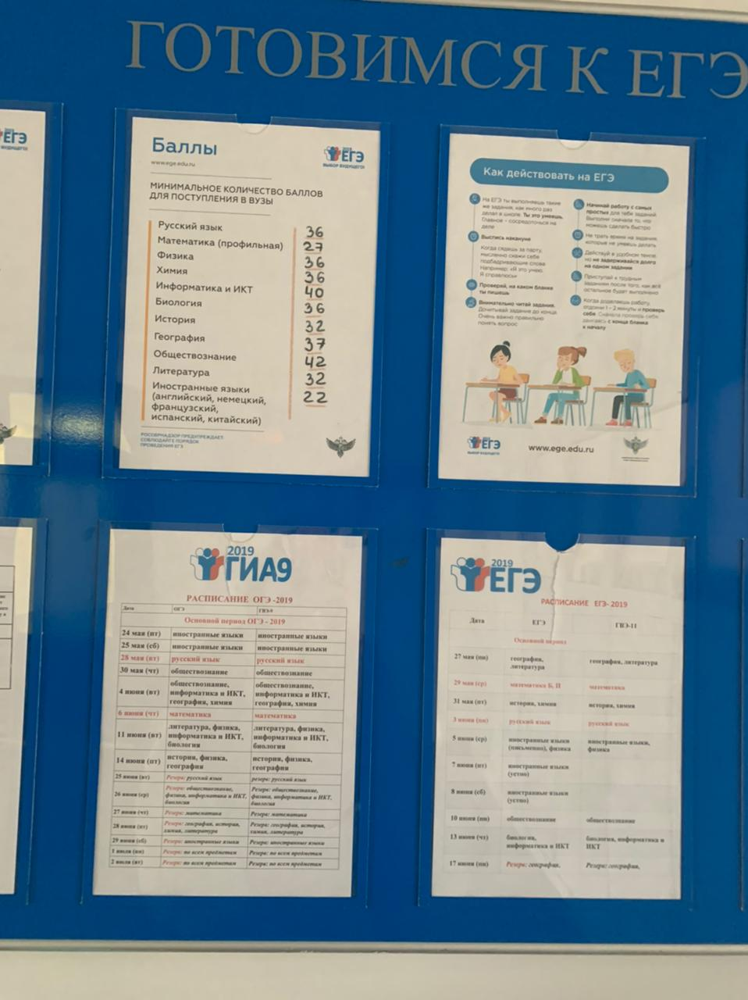 ГОТОВИМСЯ К ЕГЭ
ЕГЭ
Баллы
www.ege.edu.ru
2019
ЕГЭ
ВЫБОР БУДУЩЕГО!
МИНИМАЛЬНОЕ КОЛИЧЕСТВО БАЛЛОВ
ДЛЯ ПОСТУПЛЕНИЯ В ВУЗЫ
Русский язык 36
Математика (профильная) 27
Физика 36
Химия 36
Информатика и ИКТ 40
Биология 36
История 32
География 37
Обществознание 42
Литература 32
Иностранные языки 22
(английский, немецкий,
французский,
испанский, китайский)
РОСОБРНАДЗОР ПРЕДУПРЕЖДАЕТ:
СОБЛЮДАЙТЕ ПОРЯДОК
ПРОВЕДЕНИЯ ЕГЭ
Как действовать на ЕГЭ
На ЕГЭ ты выполняешь такие
же задания, как много раз
делал в школе. Ты это умеешь.
Главное - сосредоточься на
деле
Выспись накануне
Когда сядешь за парту,
мысленно скажи себе
подбадривающие слова
Например: «Я это умею.
Я справлюсь»
Проверяй, на каком бланке
ты пишешь
Внимательно читай задания.
Дочитывай задание до конца.
Очень важно правильно
понять вопрос
Начинай работу с самых
простых для тебя заданий.
Выполни сначала то, что
можешь сделать быстро
Не трать время на задания,
которые не умеешь делать
Действуй в удобном темпе,
но не задерживайся долго
на одном задании
Приступай к трудным
заданиям после того, как всё
остальное будет выполнено
Когда доделаешь работу,
отдохни 1 - 2 минуты и проверь
себя. Сначала проверь себя
двигаясь с конца бланка
к началу
ЕГЭ
ВЫБОР БУДУЩЕГО!
www.ege.edu.ru
2019
ГИА9
РАСПИСАНИЕ ОГЭ -2019
Дата ОГЭ ГВЭ-9
Основной период ОГЭ - 2019
24 мая (пт) иностранные языки иностранные языки
25 мая (сб) иностранные языки иностранные языки
28 мая (вт) русский язык русский язык
30 мая (чт) обществознание обществознание
4 июня (вт) обществознание, информатика и ИКТ, география, химия обществознание, информатика и ИКТ, география, химия
6 июня (чт) математика математика
11 июня (вт) литература, физика, информатика и ИКТ, биология литература, физика, информатика и ИКТ, биология
14 июня (пт) история, физика, география история, физика, география
25 июня (вт) Резерв: русский язык резерв: русский язык
26 июня (ср) Резерв: обществознание, физика, информатика и ИКТ, биология Резерв: обществознание, физика, информатика и ИКТ, биология
27 июня (чт) Резерв: математика Резерв: математика
28 июня (пт) Резерв: география, история, химия, литература Резерв: география, история, химия, литература
29 июня (сб) Резерв: иностранные языки Резерв: иностранные языки
1 июля (пн) Резерв: по всем предметам Резерв: по всем предметам
2 июля (вт) Резерв: по всем предметам Резерв: по всем предметам
2019
ЕГЭ
РАСПИСАНИЕ ЕГЭ- 2019
Дата ЕГЭ ГВЭ-11
Основной период
27 мая (пн) география, литература география, литература
29 мая (ср) математика Б, П математика
31 мая (пт) история, химия история, химия
3 июня (пн) русский язык русский язык
5 июня (ср) иностранные языки (письменно), физика иностранные языки, физика
7 июня (пт) иностранные языки (устно)
8 июня (сб) иностранные языки (устно)
10 июня (пн) обществознание обществознание
13 июня (чт) биология, информатика и ИКТ биология, информатика и ИКТ
17 июня (пн) Резерв: география, Резерв: география,